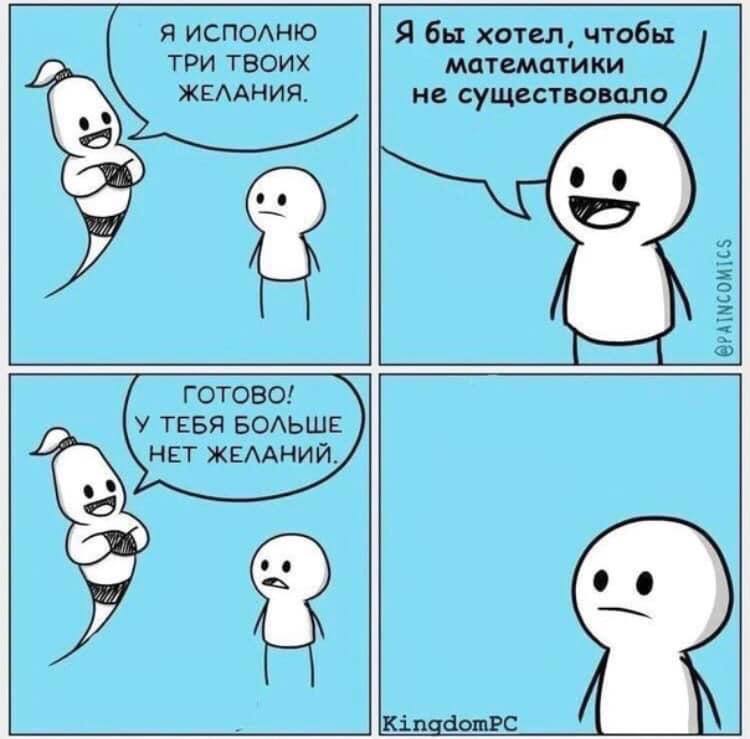 Я ИСПОЛНЮ
ТРИ ТВОИХ
ЖЕЛАНИЯ.
Я бы хотел, чтобы
математики
не существовало
@PAINCOMICS
ГОТОВО!
У ТЕБЯ БОЛЬШЕ
НЕТ ЖЕЛАНИЙ.
KingdomPC